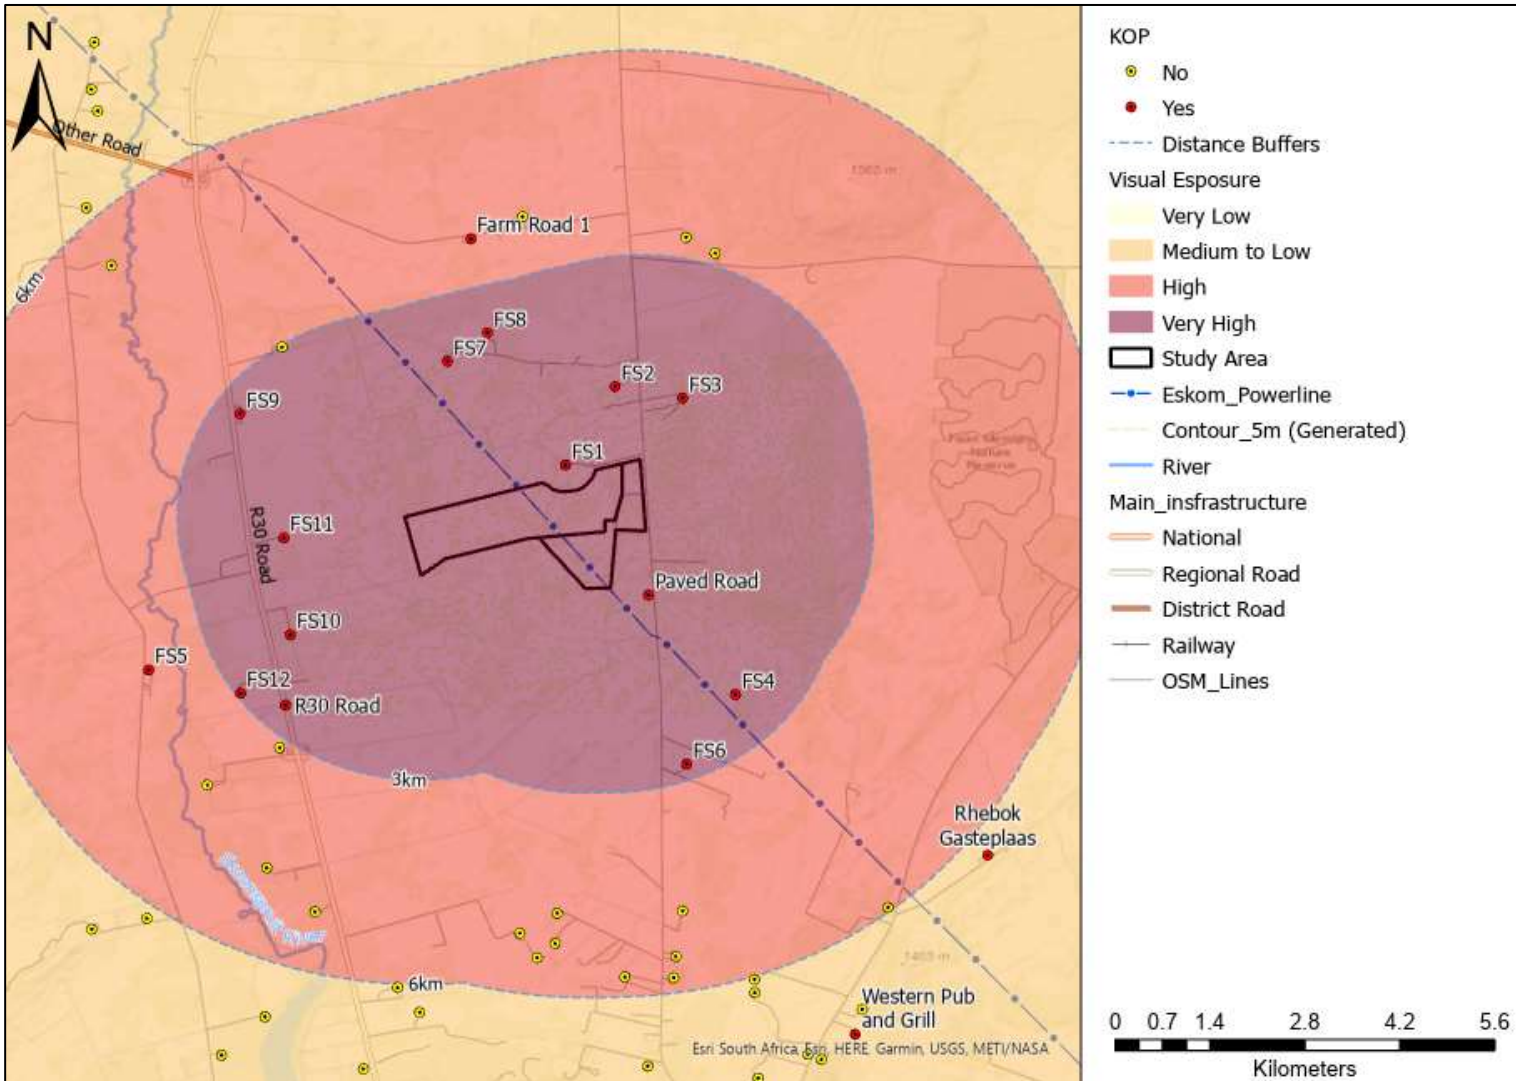 N
Other Road
6km
1565 m
Farm Road 1
FS8
FS7
FS2
FS3
FS9
FS1
Nature
Reserve
R30 Road
FS11
Paved Road
FS10
FS5
FS12
R30 Road
FS4
FS6
3km
Rhebok
Gasteplaas
6km
Western Pub
and Grill
Esri South Africa, Esri, HERE, Garmin, USGS, METI/NASA
KOP
No
Yes
Distance Buffers
Visual Exposure
Very Low
Medium to Low
High
Very High
Study Area
Eskom_Powerline
Contour_5m (Generated)
River
Main_insfrastructure
National
Regional Road
District Road
Railway
OSM_Lines
0 0.7 1.4 2.8 4.2 5.6
Kilometers